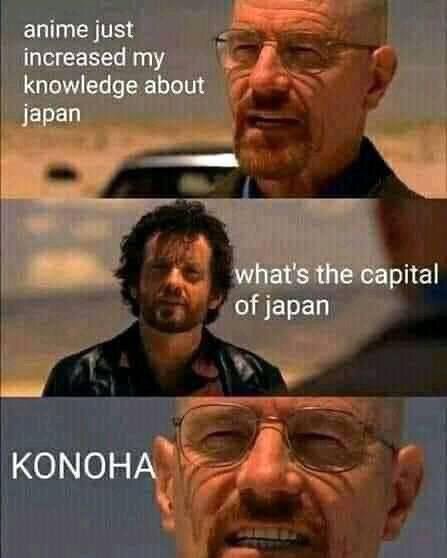 anime just
increased my
knowledge about
japan
what's the capital
of japan
KONOHA